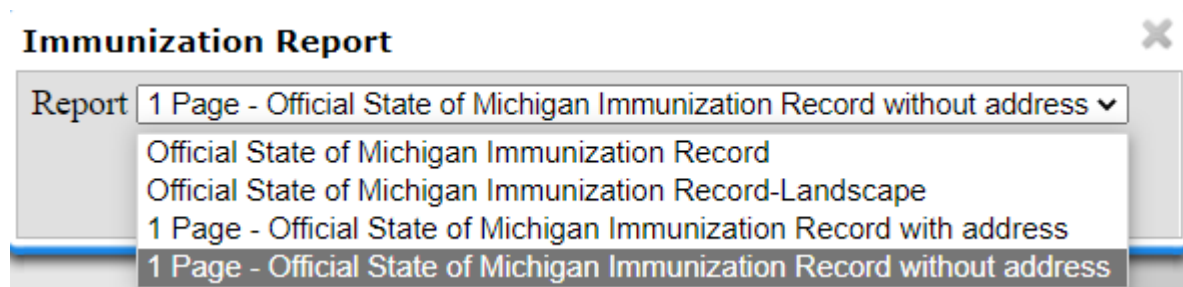 Immunization Report
Report 1 Page - Official State of Michigan Immunization Record without address
Official State of Michigan Immunization Record
Official State of Michigan Immunization Record-Landscape
1 Page - Official State of Michigan Immunization Record with address
1 Page - Official State of Michigan Immunization Record without address